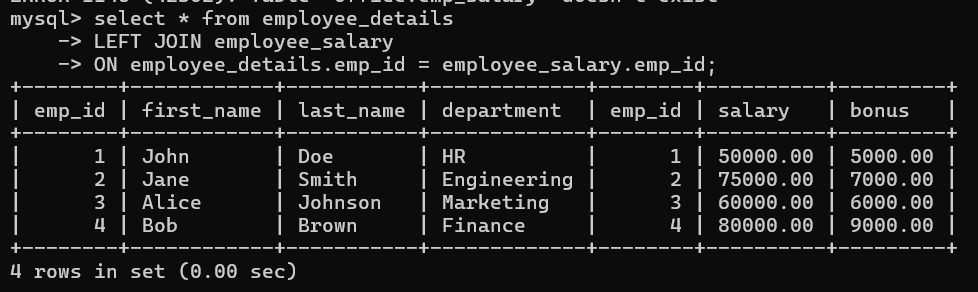 mysql> select * from employee_details
    -> LEFT JOIN employee_salary
    -> ON employee_details.emp_id = employee_salary.emp_id;
+--------+------------+-----------+-------------+--------+----------+---------+
| emp_id | first_name | last_name | department  | emp_id | salary   | bonus   |
+--------+------------+-----------+-------------+--------+----------+---------+
|      1 | John       | Doe       | HR          |      1 | 50000.00 | 5000.00 |
|      2 | Jane       | Smith     | Engineering |      2 | 75000.00 | 7000.00 |
|      3 | Alice      | Johnson   | Marketing   |      3 | 60000.00 | 6000.00 |
|      4 | Bob        | Brown     | Finance     |      4 | 80000.00 | 9000.00 |
+--------+------------+-----------+-------------+--------+----------+---------+
4 rows in set (0.00 sec)